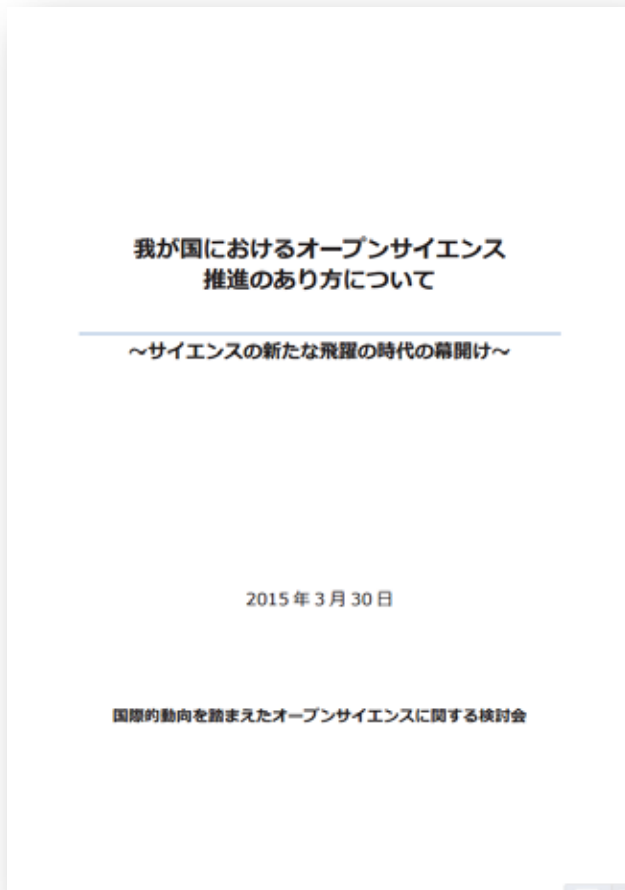 我が国におけるオープンサイエンス
推進のあり方について
～サイエンスの新たな飛躍の時代の幕開け～
2015年3月30日
国際的動向を踏まえたオープンサイエンスに関する検討会